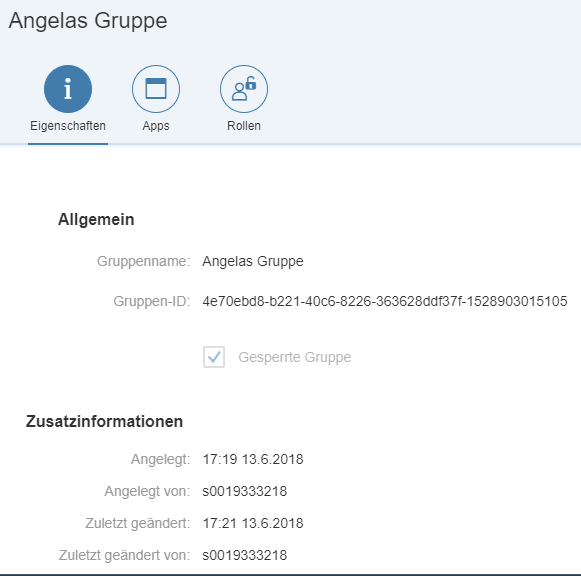 Angelas Gruppe
Eigenschaften Apps Rollen
Allgemein
Gruppenname: Angelas Gruppe
Gruppen-ID: 4e70ebd8-b221-40c6-8226-363628ddf37f-1528903015105
Gesperrte Gruppe
Zusatzinformationen
Angelegt: 17:19 13.6.2018
Angelegt von: s0019333218
Zuletzt geändert: 17:21 13.6.2018
Zuletzt geändert von: s0019333218